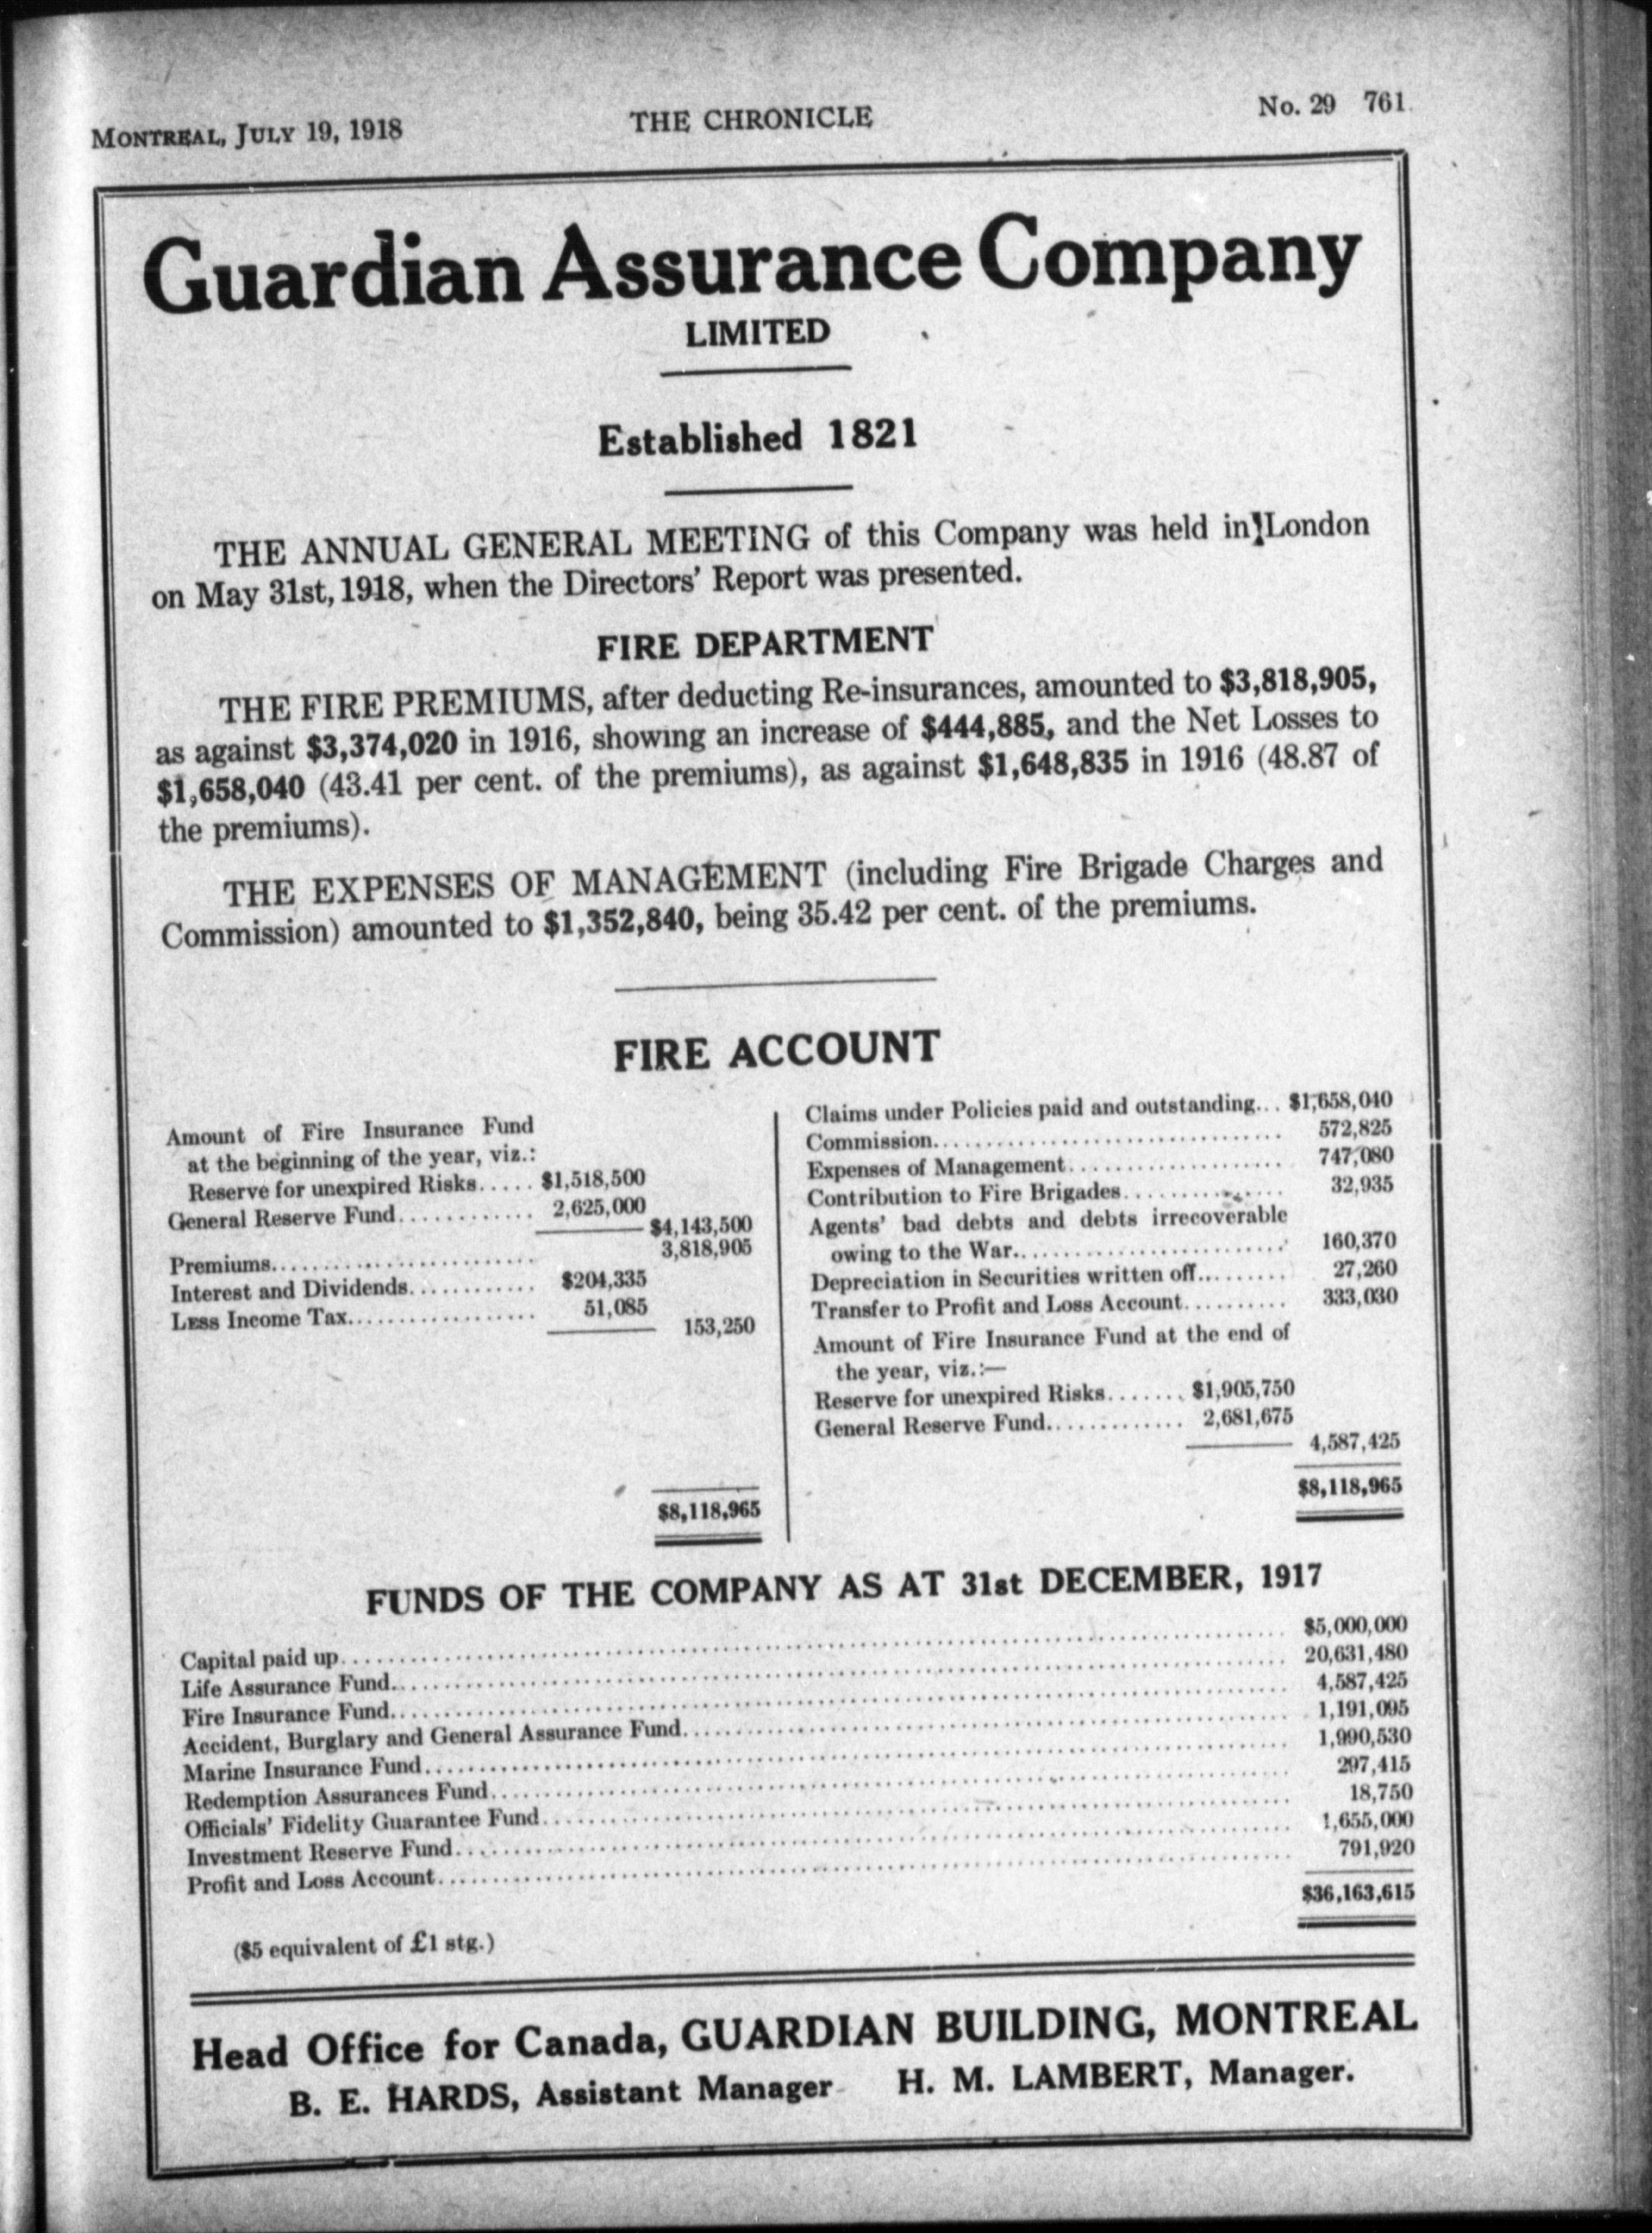 MONTREAL, JULY 19, 1918 THE CHRONICLE No. 29 761
Guardian Assurance Company
LIMITED
Established 1821
THE ANNUAL GENERAL MEETING of this Company was held in London
on May 31st, 1918, when the Directors' Report was presented.
FIRE DEPARTMENT
THE FIRE PREMIUMS, after deducting Re-insurances, amounted to $3,818,905,
as against $3,374,020 in 1916, showing an increase of $444,885, and the Net Losses to
$1,658,040 (43.41 per cent. of the premiums), as against $1,648,835 in 1916 (48.87 of
the premiums).
THE EXPENSES OF MANAGEMENT (including Fire Brigade Charges and
Commission) amounted to $1,352,840, being 35.42 per cent. of the premiums.
FIRE ACCOUNT
Amount of Fire Insurance Fund
at the beginning of the year, viz.:
Reserve for unexpired Risks..... $1,518,500
General Reserve Fund............ 2,625,000
$4,143,500
Premiums........................ 3,818,905
Interest and Dividends............ $204,335
Less Income Tax.................. 51,085
153,250
$8,118,965
Claims under Policies paid and outstanding... $1,658,040
Commission................................. 572,825
Expenses of Management.................... 747,080
Contribution to Fire Brigades............... 32,935
Agents' bad debts and debts irrecoverable
owing to the War.......................... 160,370
Depreciation in Securities written off......... 27,260
Transfer to Profit and Loss Account.......... 333,030
Amount of Fire Insurance Fund at the end of
the year, viz.:—
Reserve for unexpired Risks....... $1,905,750
General Reserve Fund............. 2,681,675
4,587,425
$8,118,965
FUNDS OF THE COMPANY AS AT 31st DECEMBER, 1917
Capital paid up........................ $5,000,000
Life Assurance Fund........................ 20,631,480
Fire Insurance Fund........................ 4,587,425
Accident, Burglary and General Assurance Fund........................ 1,191,095
Marine Insurance Fund........................ 1,990,530
Redemption Assurances Fund........................ 297,415
Officials' Fidelity Guarantee Fund........................ 18,750
Investment Reserve Fund........................ 1,655,000
Profit and Loss Account........................ 791,920
$36,163,615
($5 equivalent of £1 stg.)
Head Office for Canada, GUARDIAN BUILDING, MONTREAL
B. E. HARDS, Assistant Manager H. M. LAMBERT, Manager.